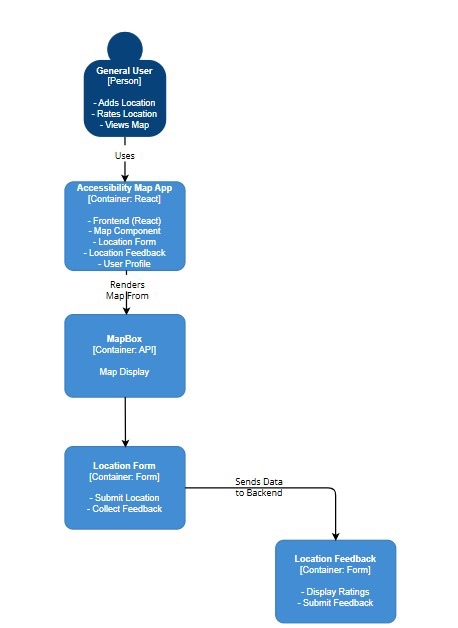 General User
[Person]
- Adds Location
- Rates Location
- Views Map
Uses
Accessibility Map App
[Container: React]
- Frontend (React)
- Map Component
- Location Form
- Location Feedback
- User Profile
Renders
Map From
MapBox
[Container: API]
Map Display
Location Form
[Container: Form]
- Submit Location
- Collect Feedback
Sends Data
to Backend
Location Feedback
[Container: Form]
- Display Ratings
- Submit Feedback